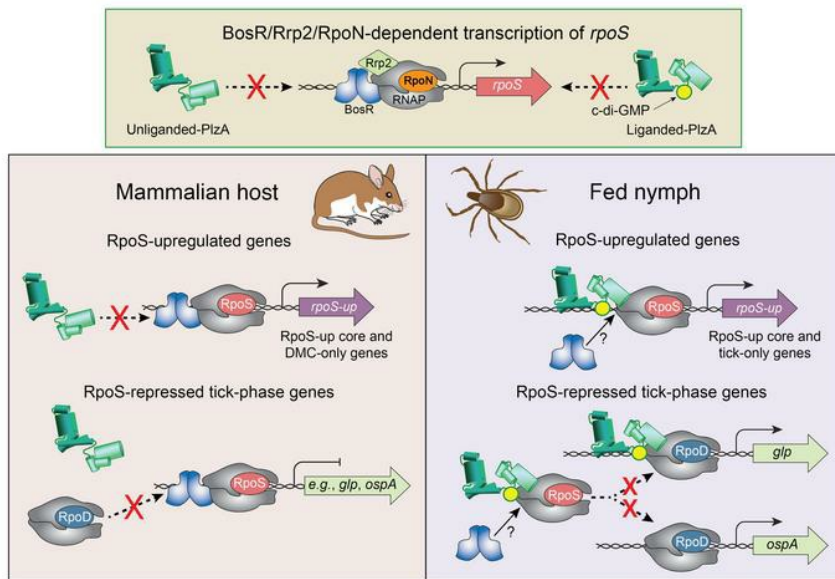 BosR/Rrp2/RpoN-dependent transcription of rpoS
Rrp2
RpoN
RNAP
BosR
rpoS
Unliganded-PlzA
c-di-GMP
Liganded-PlzA
Mammalian host
RpoS-upregulated genes
RpoS
rpoS-up
RpoS-up core and
DMC-only genes
RpoS-repressed tick-phase genes
RpoD
RpoS
e.g., glp, ospA
Fed nymph
RpoS-upregulated genes
RpoS
rpoS-up
?
RpoS-up core and
tick-only genes
RpoS-repressed tick-phase genes
RpoD
glp
RpoS
?
RpoD
ospA